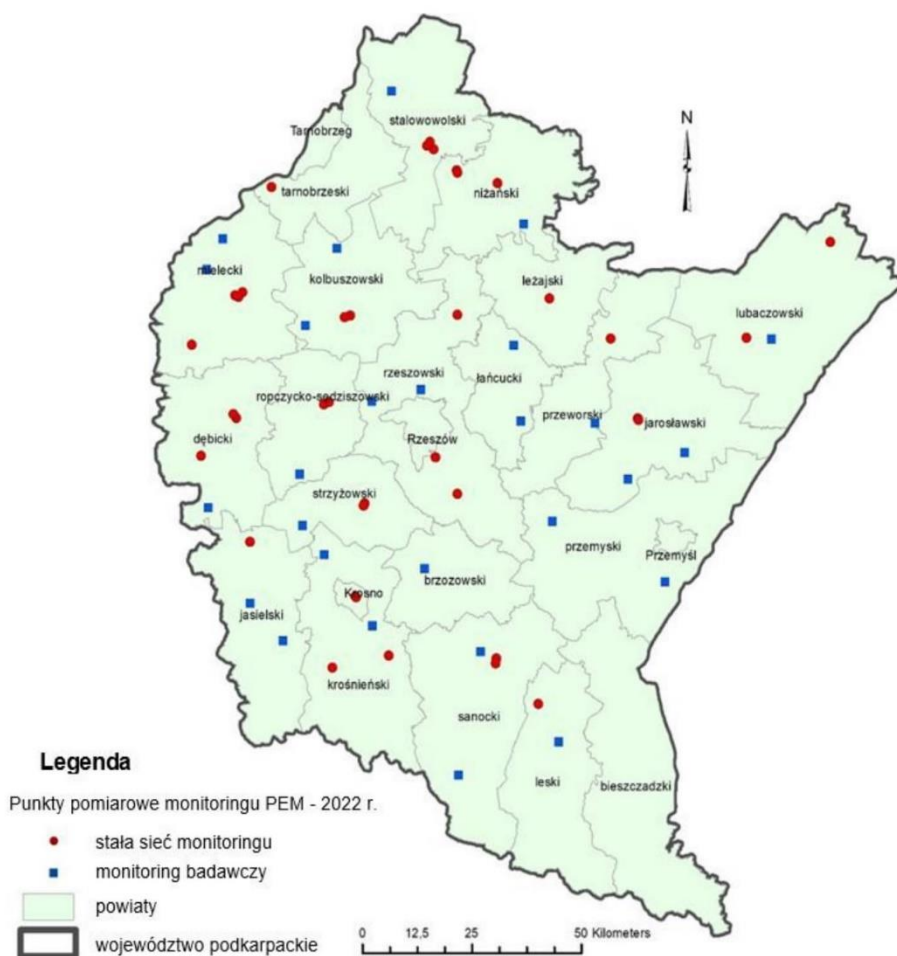 N
stalowowolski
Tarnobrzeg
tarnobrzeski
niżański
mielecki
kolbuszowski
leżajski
lubaczowski
rzeszowski
łańcucki
ropczycko-sędziszowski
przeworski
jarosławski
dębicki
Rzeszów
strzyżowski
przemyski
Przemyśl
brzozowski
Krosno
jasielski
krośnieński
sanocki
leski
bieszczadzki
Legenda
Punkty pomiarowe monitoringu PEM - 2022 r.
stała sieć monitoringu
monitoring badawczy
powiaty
województwo podkarpackie
0 12,5 25 50 Kilometers